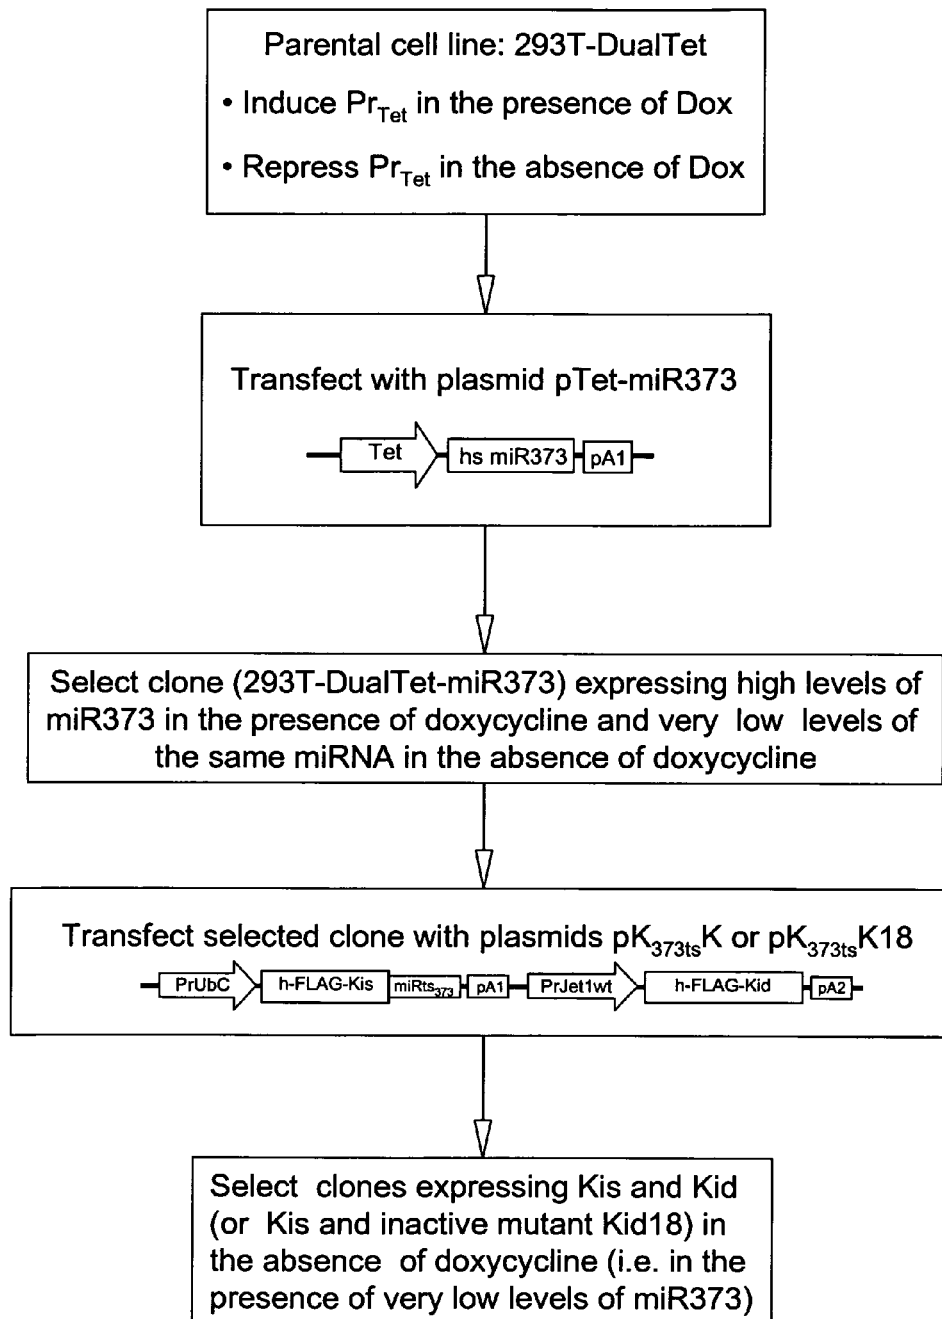 Parental cell line: 293T-DualTet
• Induce PrTet in the presence of Dox
• Repress PrTet in the absence of Dox
Transfect with plasmid pTet-miR373
Tet hs miR373 pA1
Select clone (293T-DualTet-miR373) expressing high levels of
miR373 in the presence of doxycycline and very low levels of
the same miRNA in the absence of doxycycline
Transfect selected clone with plasmids pK373tsK or pK373tsK18
PrUbC h-FLAG-Kis miRts373 pA1 PrJet1wt h-FLAG-Kid pA2
Select clones expressing Kis and Kid
(or Kis and inactive mutant Kid18) in
the absence of doxycycline (i.e. in the
presence of very low levels of miR373)